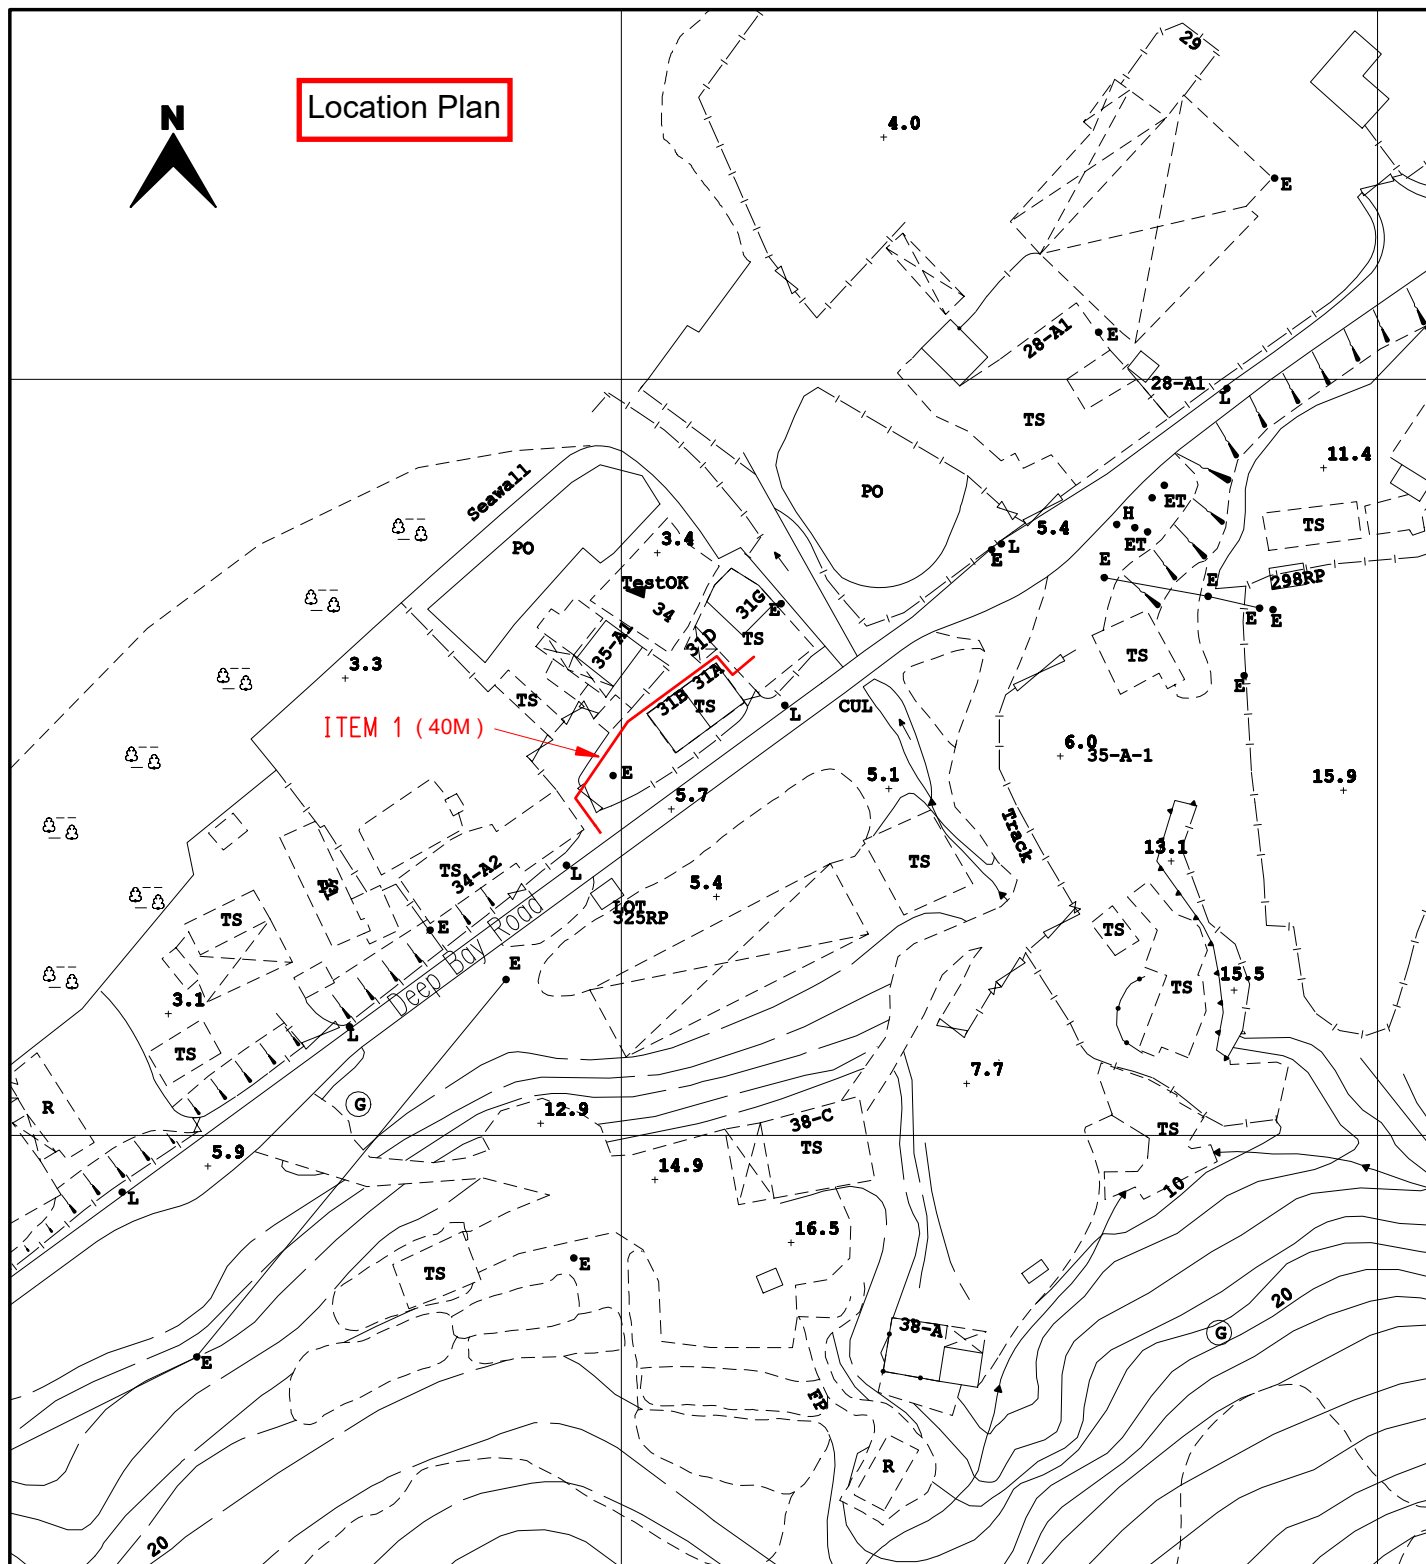 29
Location Plan
N
4.0
E
28-A1
E
28-A1
L
TS
11.4
Seawall
PO
ET
H
TS
PO
3.4
5.4
L
E
ET
TestOK
E
E
298RP
34
31G
E
E
E
35-A1
31D
TS
3.3
TS
31A
E
TS
31B
TS
L
CUL
ITEM 1 (40M)
6.0
35-A-1
E
5.1
15.9
5.7
Track
13.1
TS
TS
34-A2
L
5.4
TS
LOT
325RP
TS
E
TS
Deep Bay Road
E
15.5
3.1
TS
L
TS
7.7
R
G
12.9
38-C
TS
TS
5.9
14.9
10
L
16.5
E
TS
20
38-A
G
E
FP
R
20